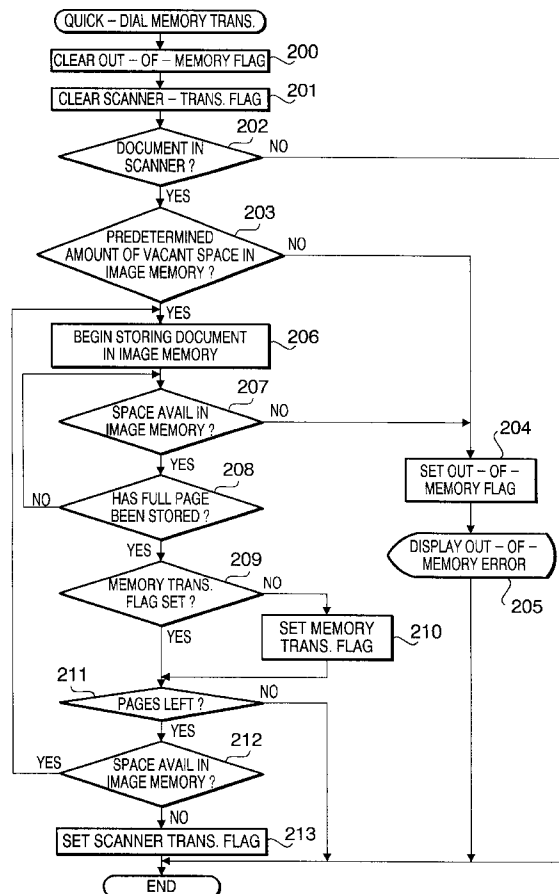 QUICK – DIAL MEMORY TRANS.
CLEAR OUT – OF – MEMORY FLAG
200
CLEAR SCANNER – TRANS. FLAG
201
202
DOCUMENT IN
SCANNER ?
NO
YES
203
PREDETERMINED
AMOUNT OF VACANT SPACE IN
IMAGE MEMORY ?
NO
YES
BEGIN STORING DOCUMENT
IN IMAGE MEMORY
206
207
SPACE AVAIL IN
IMAGE MEMORY ?
NO
YES
204
SET OUT – OF –
MEMORY FLAG
208
HAS FULL PAGE
BEEN STORED ?
NO
YES
DISPLAY OUT – OF –
MEMORY ERROR
205
209
MEMORY TRANS.
FLAG SET ?
NO
YES
SET MEMORY
TRANS. FLAG
210
211
PAGES LEFT ?
NO
YES
212
SPACE AVAIL IN
IMAGE MEMORY ?
YES
NO
SET SCANNER TRANS. FLAG
213
END